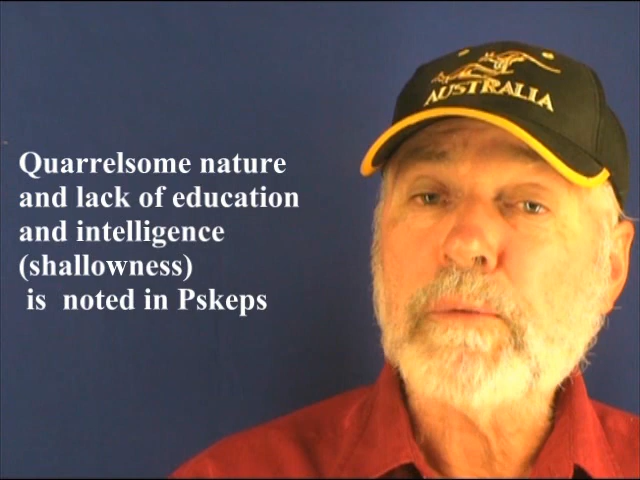 Quarrelsome nature
and lack of education
and intelligence
(shallowness)
is noted in Pskeps
AUSTRALIA